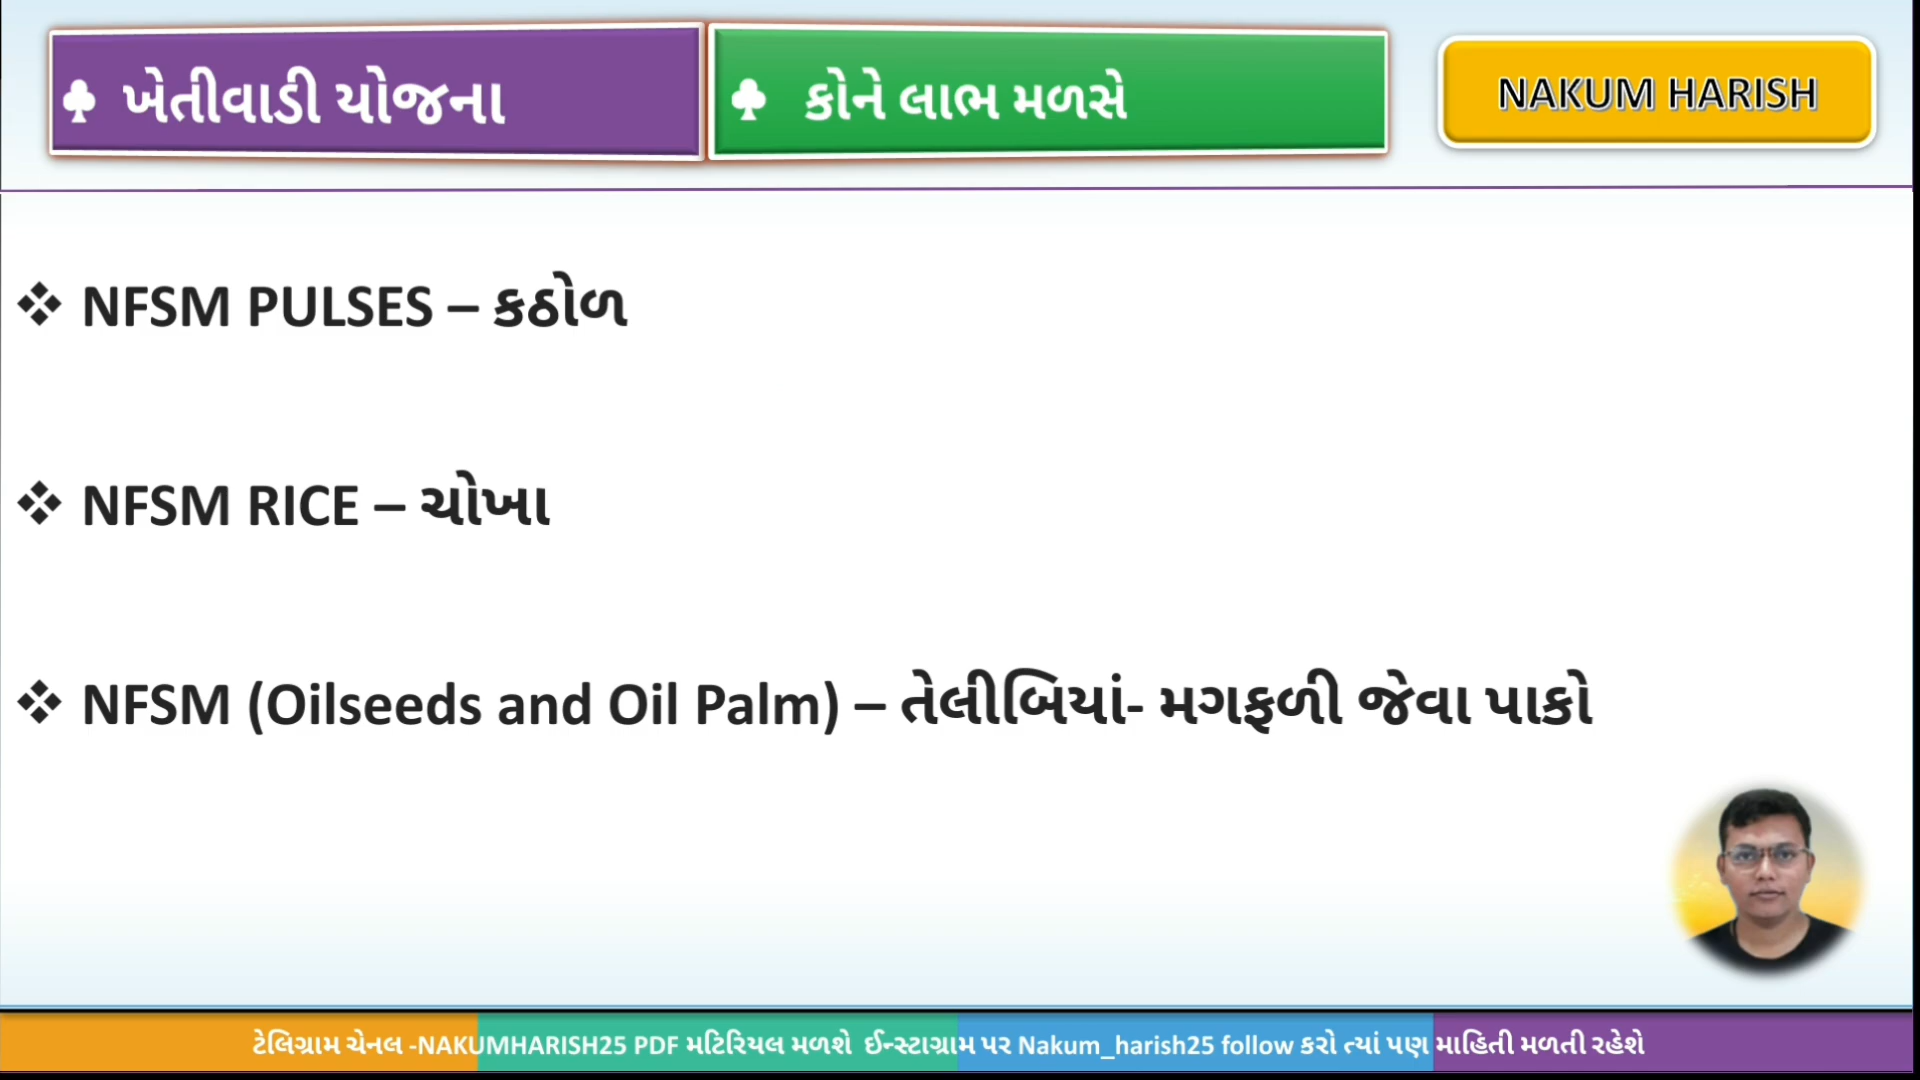 ♣ ખેતીવાડી યોજના
♣ કોને લાભ મળસે
NAKUM HARISH
❖ NFSM PULSES – કઠોળ
❖ NFSM RICE – ચોખા
❖ NFSM (Oilseeds and Oil Palm) – તેલીબિયાં- મગફળી જેવા પાકો
ટેલિગ્રામ ચેનલ -NAKUMHARISH25 PDF મટિરિયલ મળશે ઈન્સ્ટાગ્રામ પર Nakum_harish25 follow કરો ત્યાં પણ માહિતી મળતી રહેશે